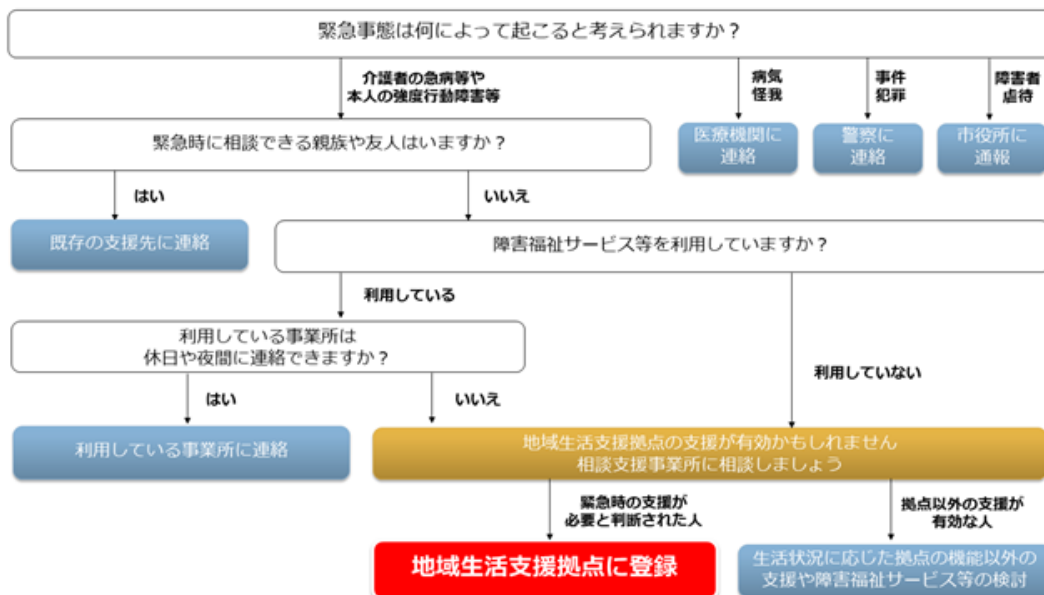 緊急事態は何によって起こると考えられますか？
介護者の急病等や
本人の強度行動障害等
病気
怪我
事件
犯罪
障害者
虐待
緊急時に相談できる親族や友人はいますか？
医療機関に
連絡
警察に
連絡
市役所に
通報
はい
いいえ
既存の支援先に連絡
障害福祉サービス等を利用していますか？
利用している
利用している事業所は
休日や夜間に連絡できますか？
利用していない
はい
いいえ
利用している事業所に連絡
地域生活支援拠点の支援が有効かもしれません
相談支援事業所に相談しましょう
緊急時の支援が
必要と判断された人
拠点以外の支援が
有効な人
地域生活支援拠点に登録
生活状況に応じた拠点の機能以外の
支援や障害福祉サービス等の検討